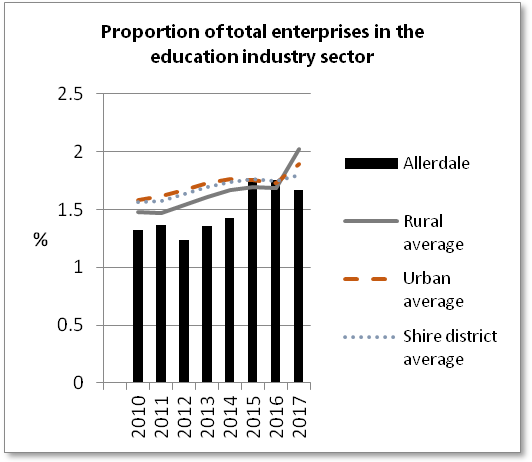 Proportion of total enterprises in the
education industry sector
2.5
2
1.5
1
0.5
0
%
2010
2011
2012
2013
2014
2015
2016
2017
Allerdale
Rural
average
Urban
average
Shire district
average